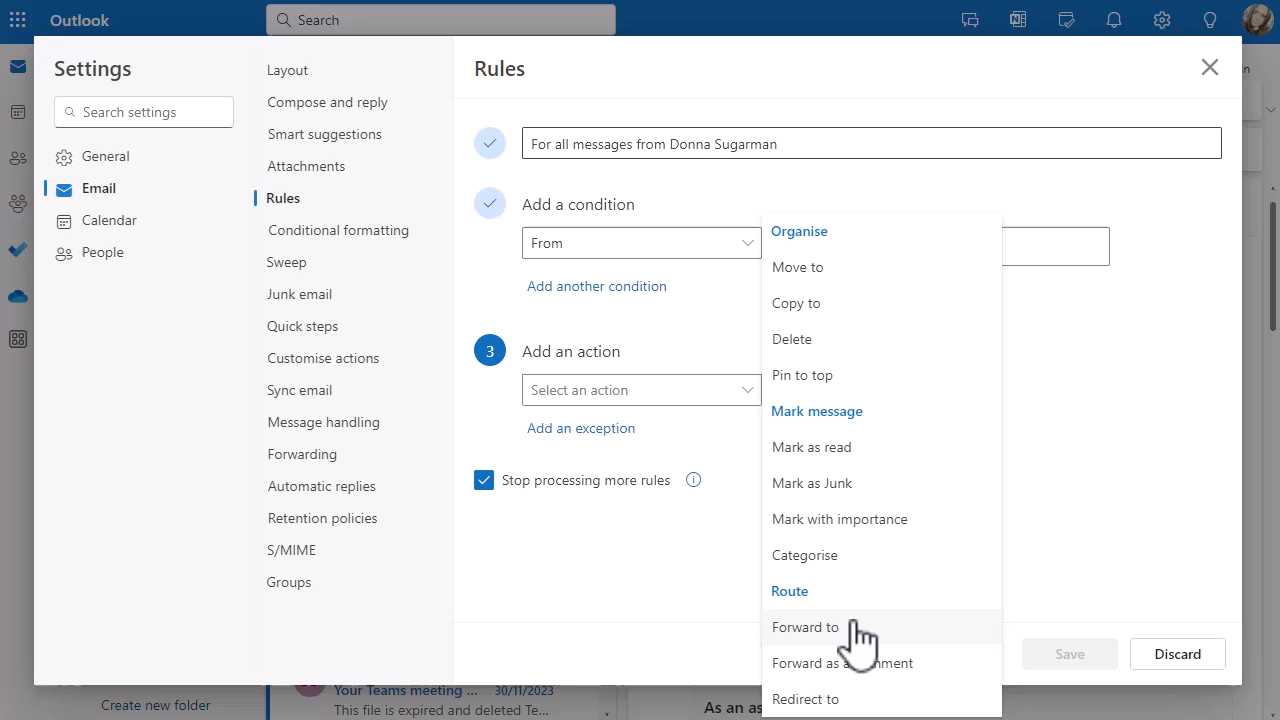 Outlook
Search
Settings
Search settings
General
Email
Calendar
People
Layout
Compose and reply
Smart suggestions
Attachments
Rules
Conditional formatting
Sweep
Junk email
Quick steps
Customise actions
Sync email
Message handling
Forwarding
Automatic replies
Retention policies
S/MIME
Groups
Rules
For all messages from Donna Sugarman
Add a condition
From
Add another condition
3
Add an action
Select an action
Add an exception
Stop processing more rules
Organise
Move to
Copy to
Delete
Pin to top
Mark message
Mark as read
Mark as Junk
Mark with importance
Categorise
Route
Forward to
Forward as
Redirect to
Save
Discard
Create new folder
Your Teams meeting ... 30/11/2023
This file is expired and deleted Te...
As an